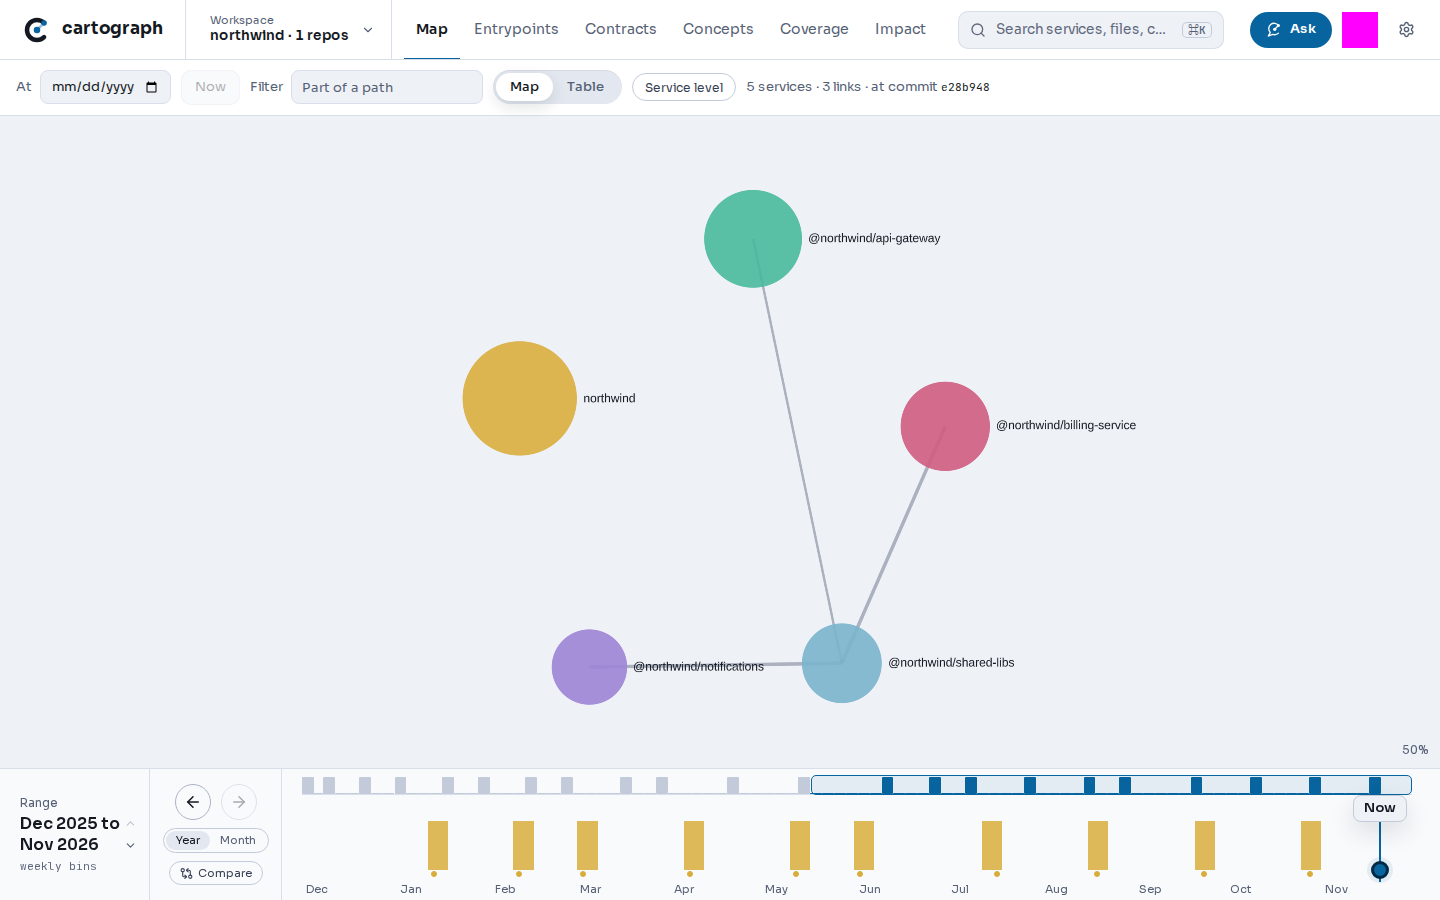 cartograph
Workspace
northwind · 1 repos
Map
Entrypoints
Contracts
Concepts
Coverage
Impact
Search services, files, c...
⌘K
Ask
At
mm/dd/yyyy
Now
Filter
Part of a path
Map
Table
Service level
5 services · 3 links · at commit e28b948
@northwind/api-gateway
northwind
@northwind/billing-service
@northwind/notifications
@northwind/shared-libs
50%
Range
Dec 2025 to
Nov 2026
weekly bins
Year
Month
Compare
Now
Dec
Jan
Feb
Mar
Apr
May
Jun
Jul
Aug
Sep
Oct
Nov